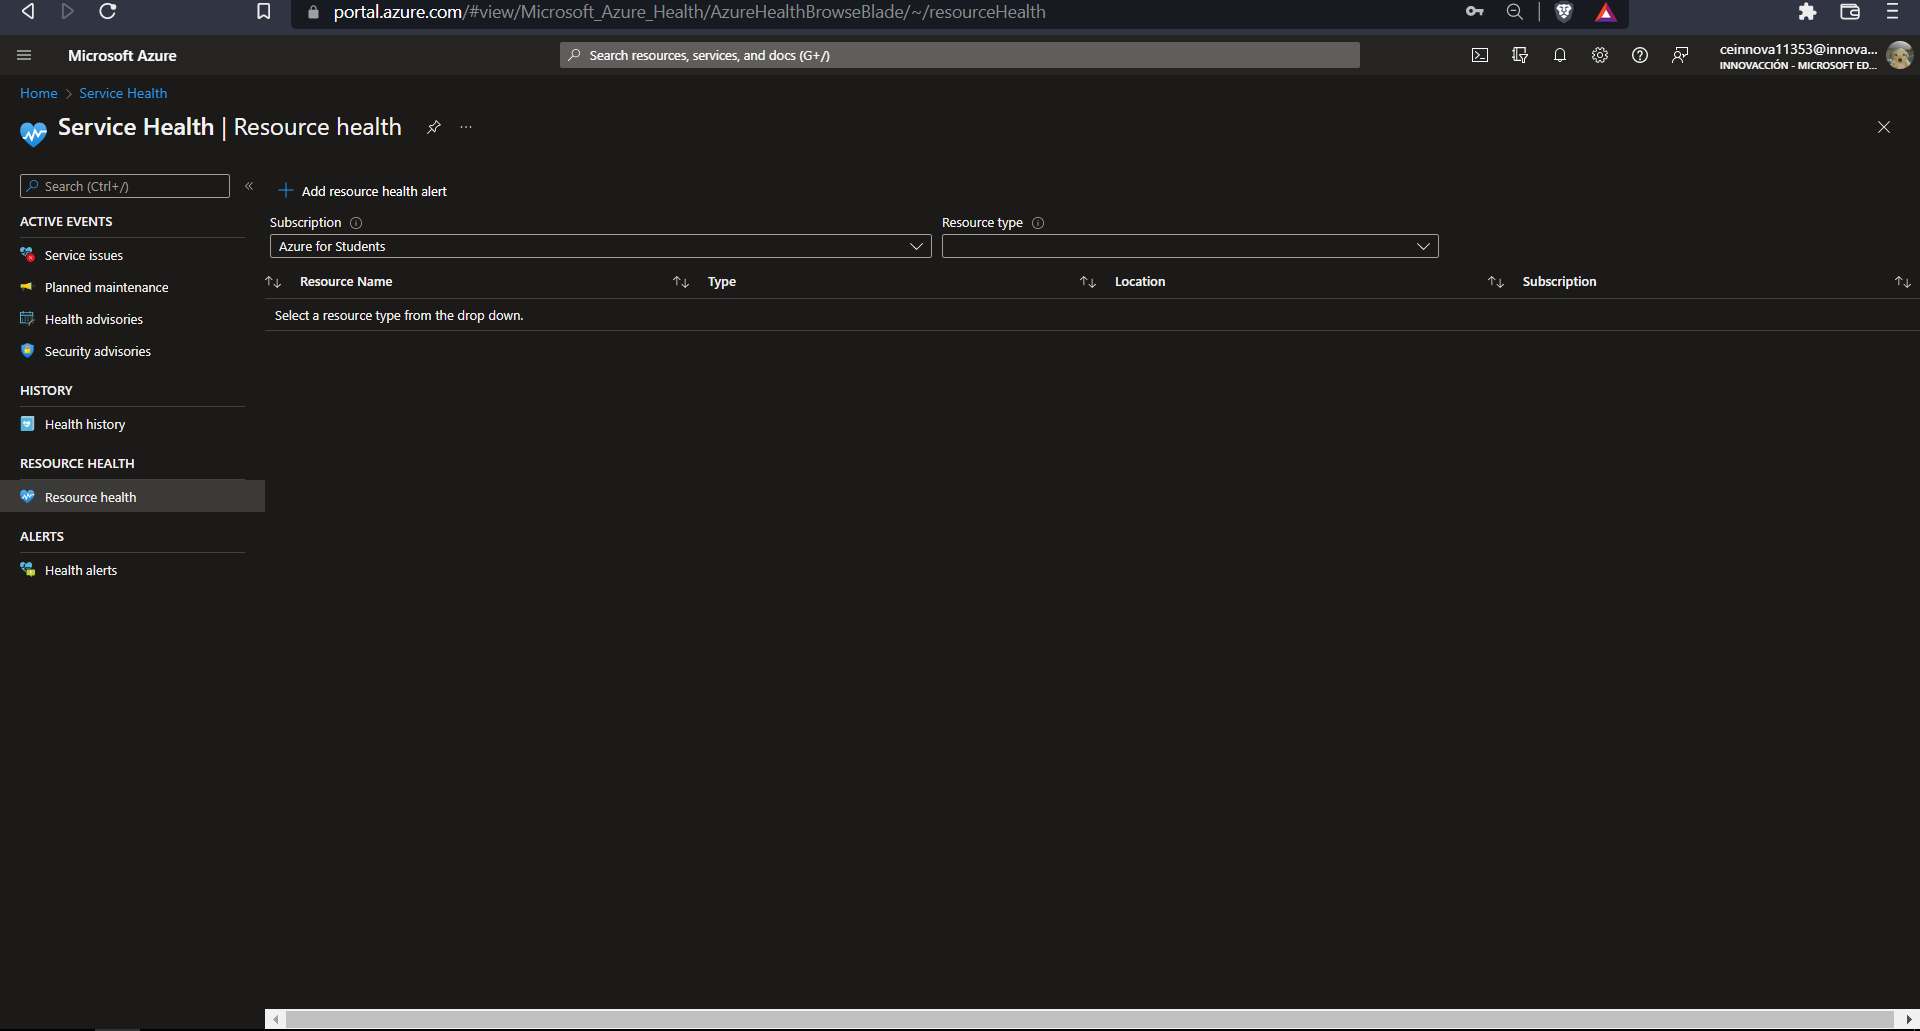 portal.azure.com/#view/Microsoft_Azure_Health/AzureHealthBrowseBlade/~/resourceHealth
Microsoft Azure
Search resources, services, and docs (G+/)
ceinnova11353@innova...
INNOVACCIÓN - MICROSOFT ED...
Home > Service Health
Service Health | Resource health
Search (Ctrl+/)
Add resource health alert
ACTIVE EVENTS
Service issues
Planned maintenance
Health advisories
Security advisories
HISTORY
Health history
RESOURCE HEALTH
Resource health
ALERTS
Health alerts
Subscription
Azure for Students
Resource type
Resource Name
Type
Location
Subscription
Select a resource type from the drop down.